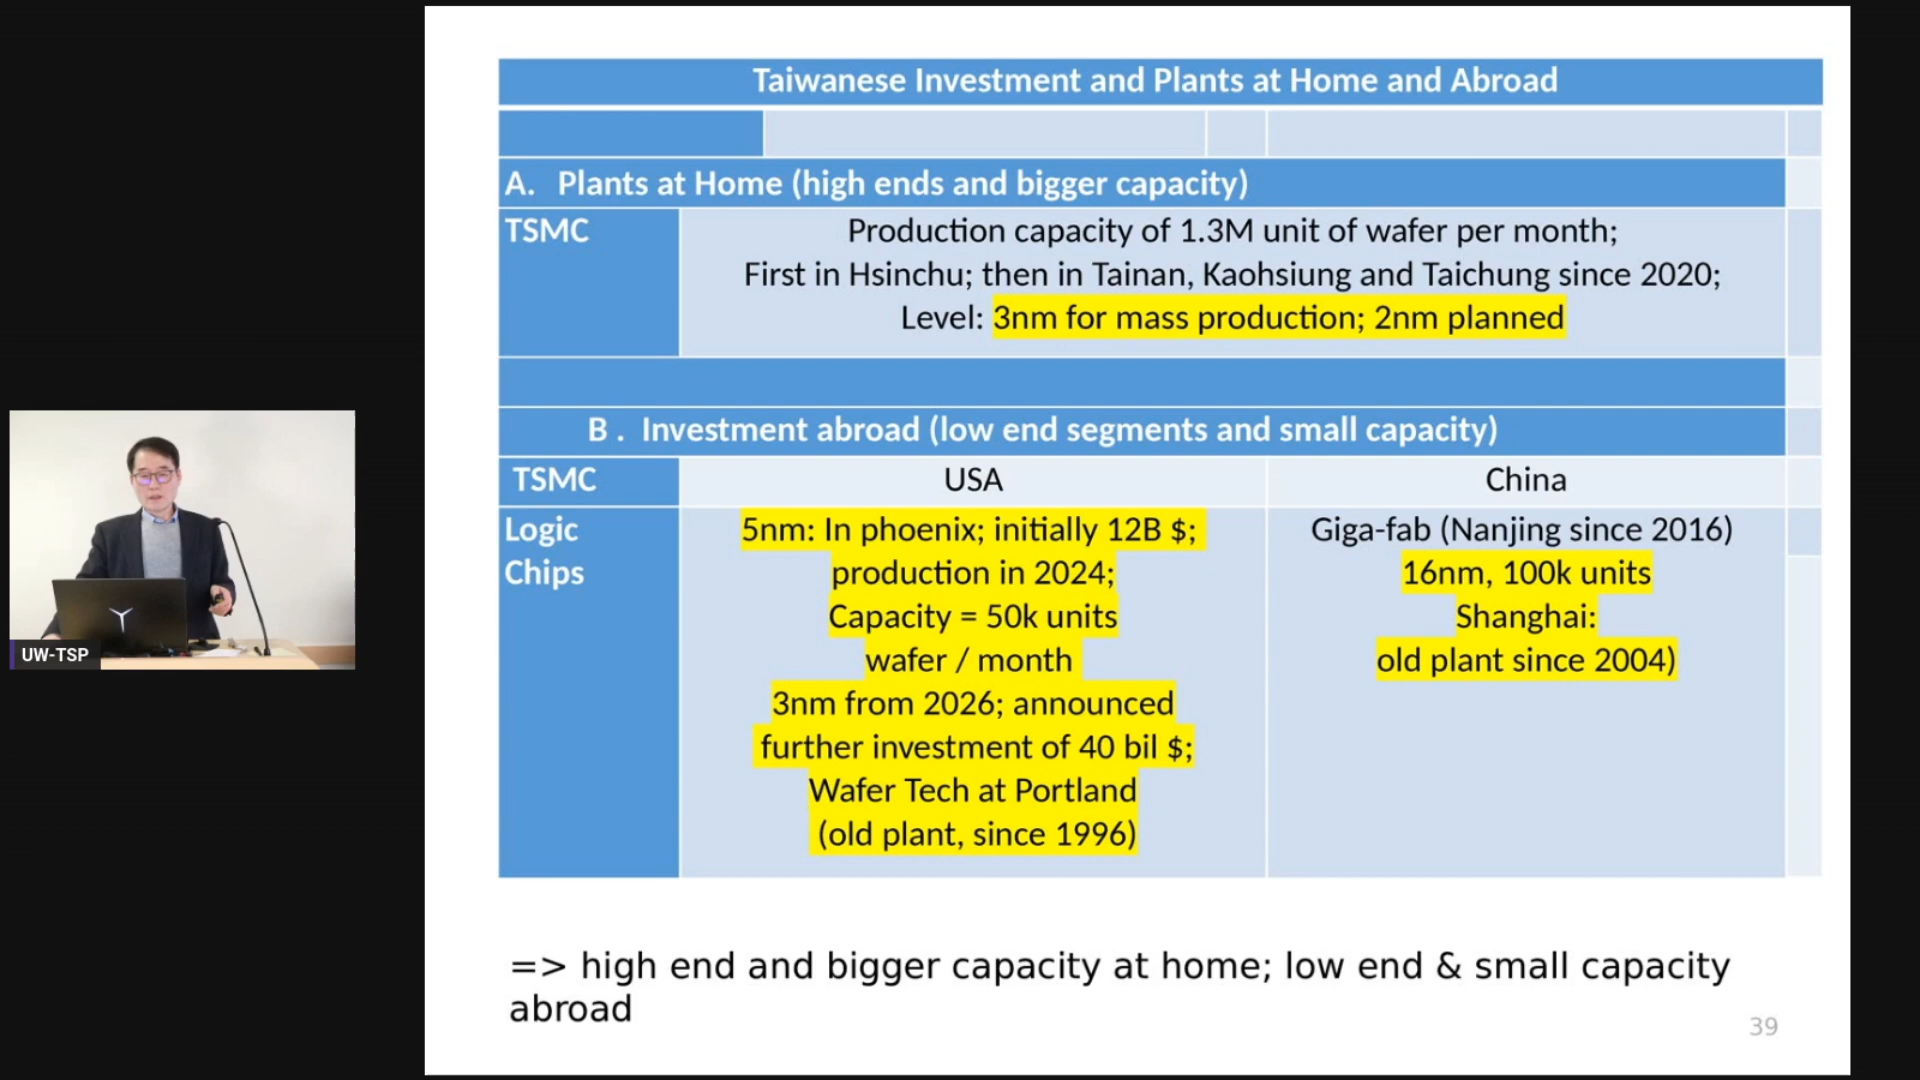 Taiwanese Investment and Plants at Home and Abroad
A. Plants at Home (high ends and bigger capacity)
TSMC
Production capacity of 1.3M unit of wafer per month;
First in Hsinchu; then in Tainan, Kaohsiung and Taichung since 2020;
Level: 3nm for mass production; 2nm planned
B . Investment abroad (low end segments and small capacity)
TSMC
USA
China
Logic
Chips
5nm: In phoenix; initially 12B $;
production in 2024;
Capacity = 50k units
wafer / month
3nm from 2026; announced
further investment of 40 bil $;
Wafer Tech at Portland
(old plant, since 1996)
Giga-fab (Nanjing since 2016)
16nm, 100k units
Shanghai:
old plant since 2004)
=> high end and bigger capacity at home; low end & small capacity
abroad
39
UW-TSP